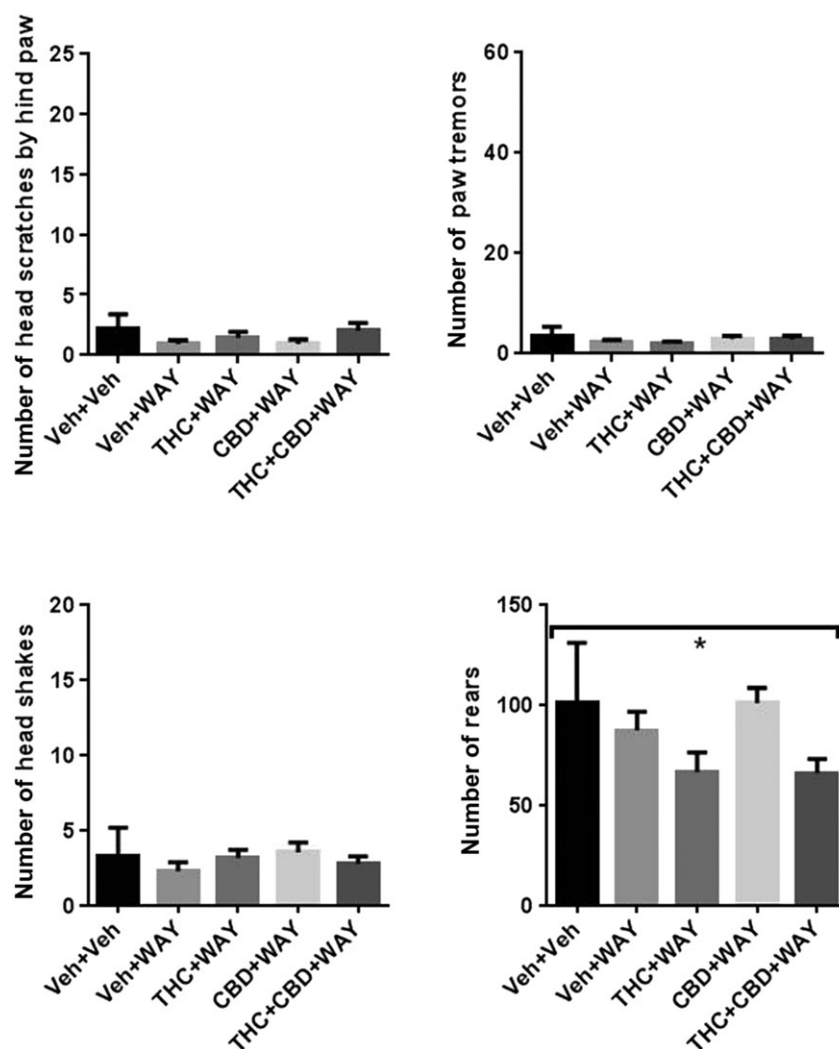 Number of head scratches by hind paw
25
20
15
10
5
0
Veh+Veh
Veh+WAY
THC+WAY
CBD+WAY
THC+CBD+WAY
Number of paw tremors
60
40
20
0
Veh+Veh
Veh+WAY
THC+WAY
CBD+WAY
THC+CBD+WAY
Number of head shakes
20
15
10
5
0
Veh+Veh
Veh+WAY
THC+WAY
CBD+WAY
THC+CBD+WAY
Number of rears
150
100
50
0
*
Veh+Veh
Veh+WAY
THC+WAY
CBD+WAY
THC+CBD+WAY